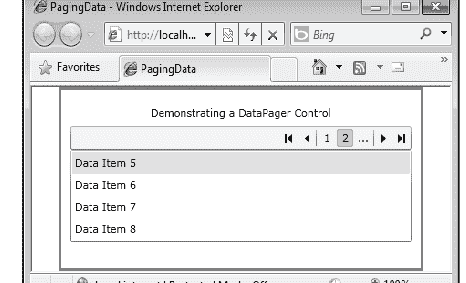 PagingData - Windows Internet Explorer
http://localh...
Bing
Favorites
PagingData
Demonstrating a DataPager Control
1 2 ...
Data Item 5
Data Item 6
Data Item 7
Data Item 8